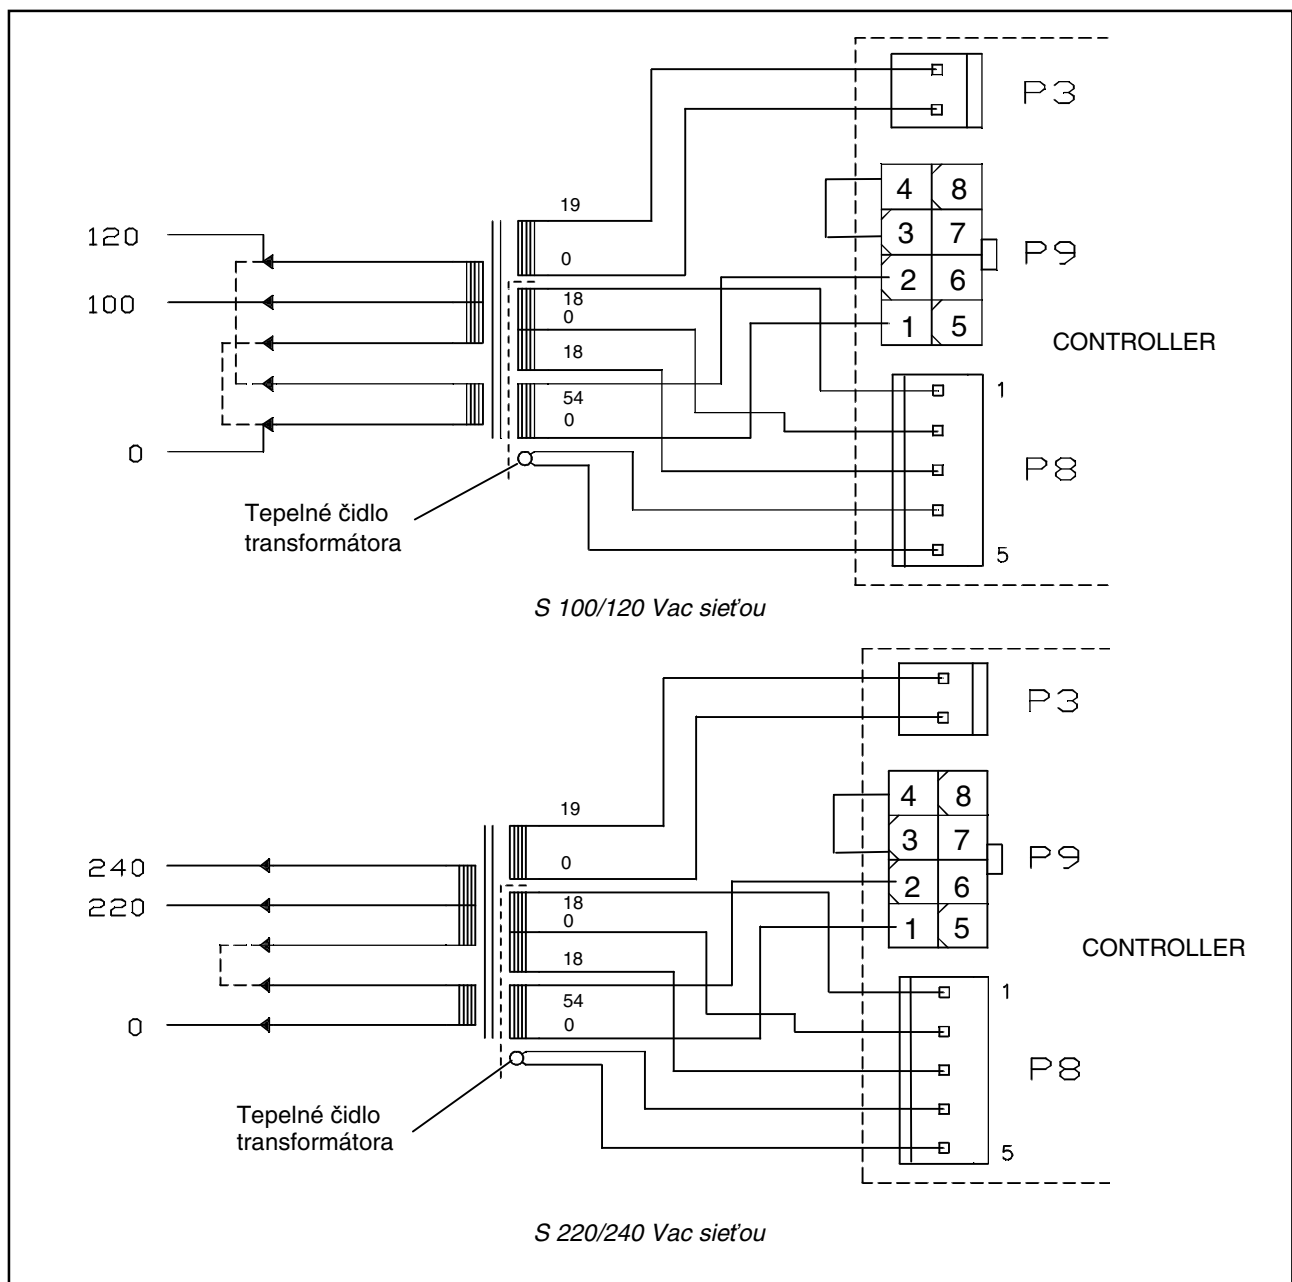 P3
19
4 8
120
0
3 7
P9
2 6
100
18
0
1 5
CONTROLLER
18
1
54
0
0
P8
Tepelné čidlo
transformátora
5
S 100/120 Vac sieťou
P3
19
4 8
240
0
3 7
P9
220
18
2 6
0
1 5
CONTROLLER
18
1
54
0
0
P8
Tepelné čidlo
transformátora
5
S 220/240 Vac sieťou